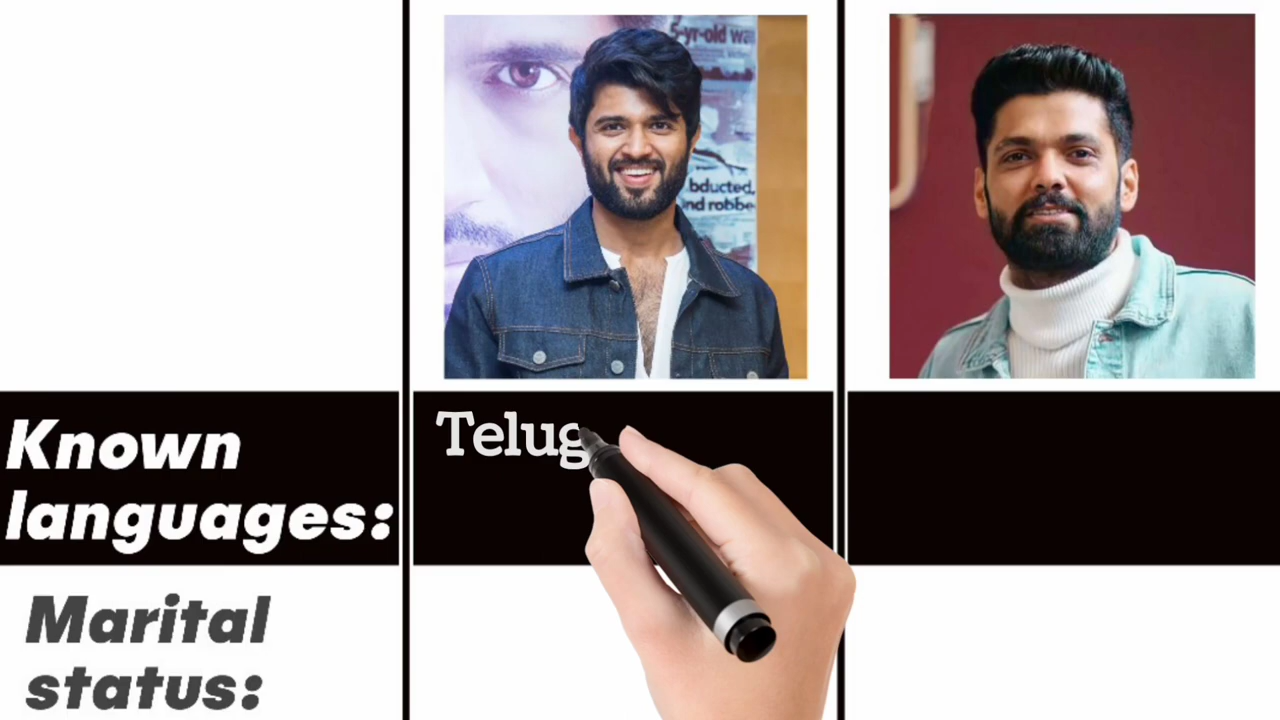 5-yr-old wa
bducted,
nd robbe
Known
languages:
Telug
Marital
status: